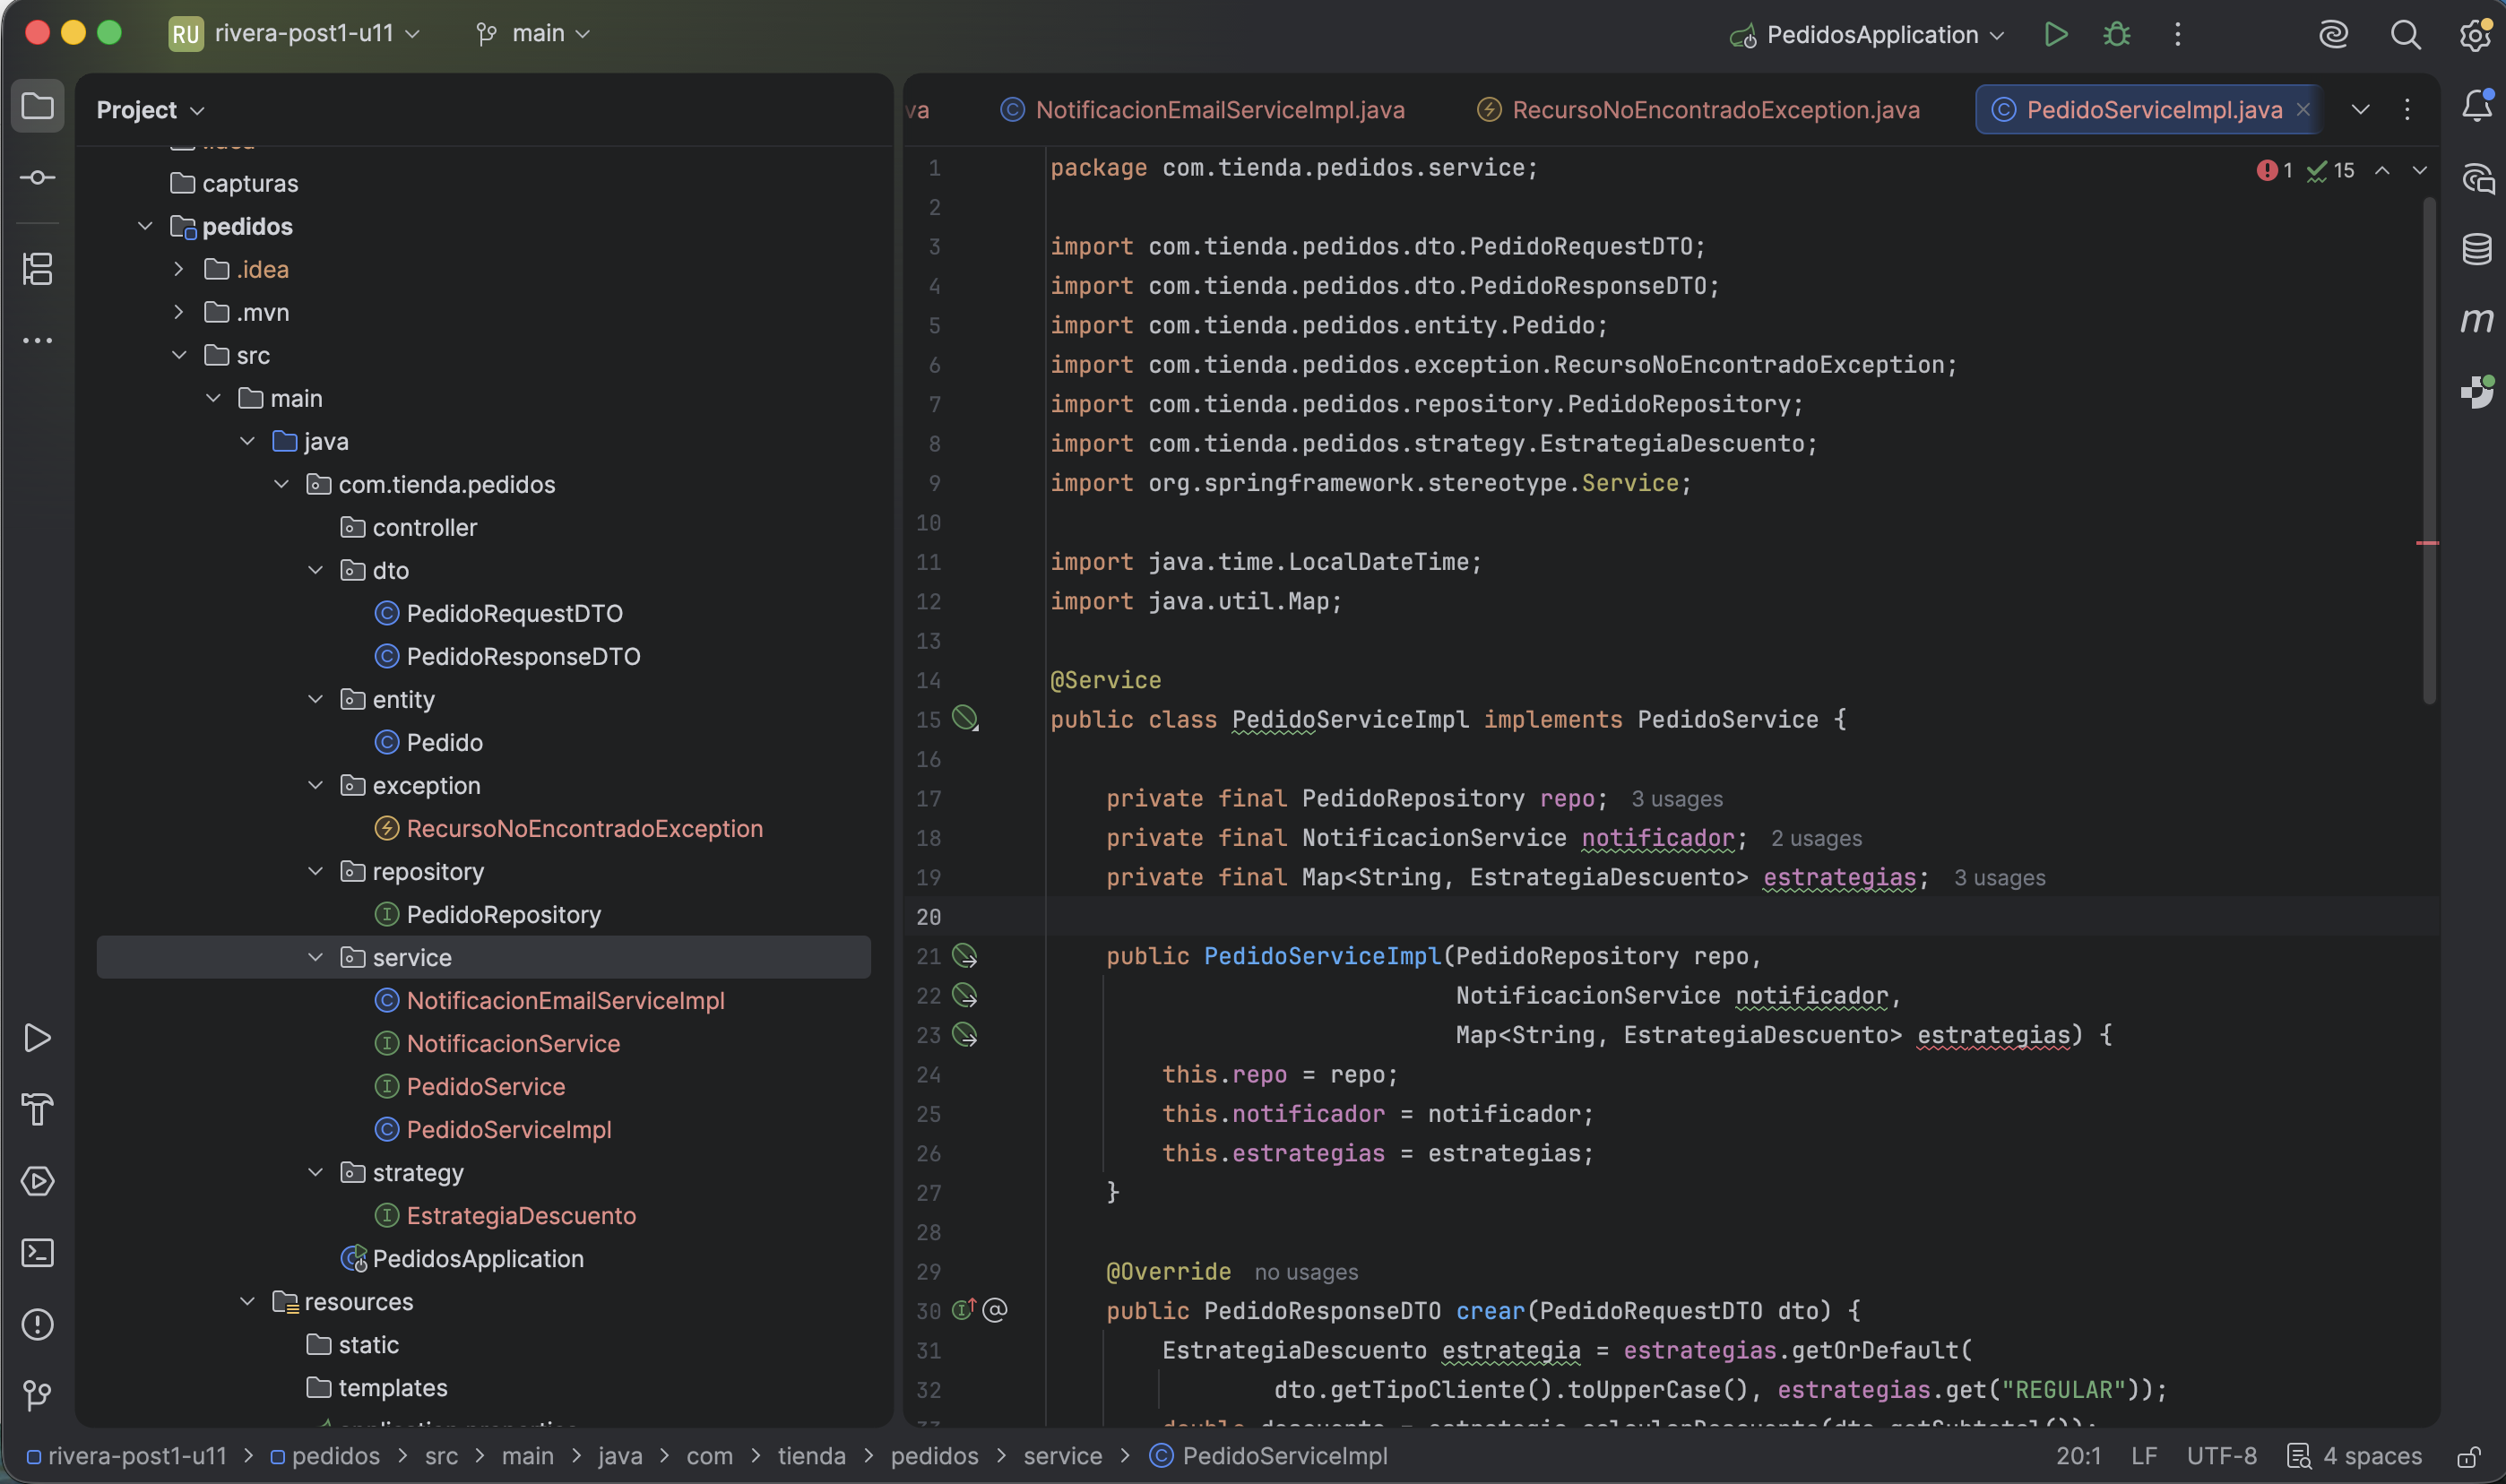 RU rivera-post1-u11 main PedidosApplication
Project
va NotificacionEmailServiceImpl.java RecursoNoEncontradoException.java PedidoServiceImpl.java
capturas
pedidos
.idea
.mvn
src
main
java
com.tienda.pedidos
controller
dto
PedidoRequestDTO
PedidoResponseDTO
entity
Pedido
exception
RecursoNoEncontradoException
repository
PedidoRepository
service
NotificacionEmailServiceImpl
NotificacionService
PedidoService
PedidoServiceImpl
strategy
EstrategiaDescuento
PedidosApplication
resources
static
templates
1 15
1 package com.tienda.pedidos.service;
2
3 import com.tienda.pedidos.dto.PedidoRequestDTO;
4 import com.tienda.pedidos.dto.PedidoResponseDTO;
5 import com.tienda.pedidos.entity.Pedido;
6 import com.tienda.pedidos.exception.RecursoNoEncontradoException;
7 import com.tienda.pedidos.repository.PedidoRepository;
8 import com.tienda.pedidos.strategy.EstrategiaDescuento;
9 import org.springframework.stereotype.Service;
10
11 import java.time.LocalDateTime;
12 import java.util.Map;
13
14 @Service
15 public class PedidoServiceImpl implements PedidoService {
16
17 private final PedidoRepository repo; 3 usages
18 private final NotificacionService notificador; 2 usages
19 private final Map<String, EstrategiaDescuento> estrategias; 3 usages
20
21 public PedidoServiceImpl(PedidoRepository repo,
22 NotificacionService notificador,
23 Map<String, EstrategiaDescuento> estrategias) {
24 this.repo = repo;
25 this.notificador = notificador;
26 this.estrategias = estrategias;
27 }
28
29 @Override no usages
30 public PedidoResponseDTO crear(PedidoRequestDTO dto) {
31 EstrategiaDescuento estrategia = estrategias.getOrDefault(
32 dto.getTipoCliente().toUpperCase(), estrategias.get("REGULAR"));
rivera-post1-u11 > pedidos > src > main > java > com > tienda > pedidos > service > PedidoServiceImpl 20:1 LF UTF-8 4 spaces